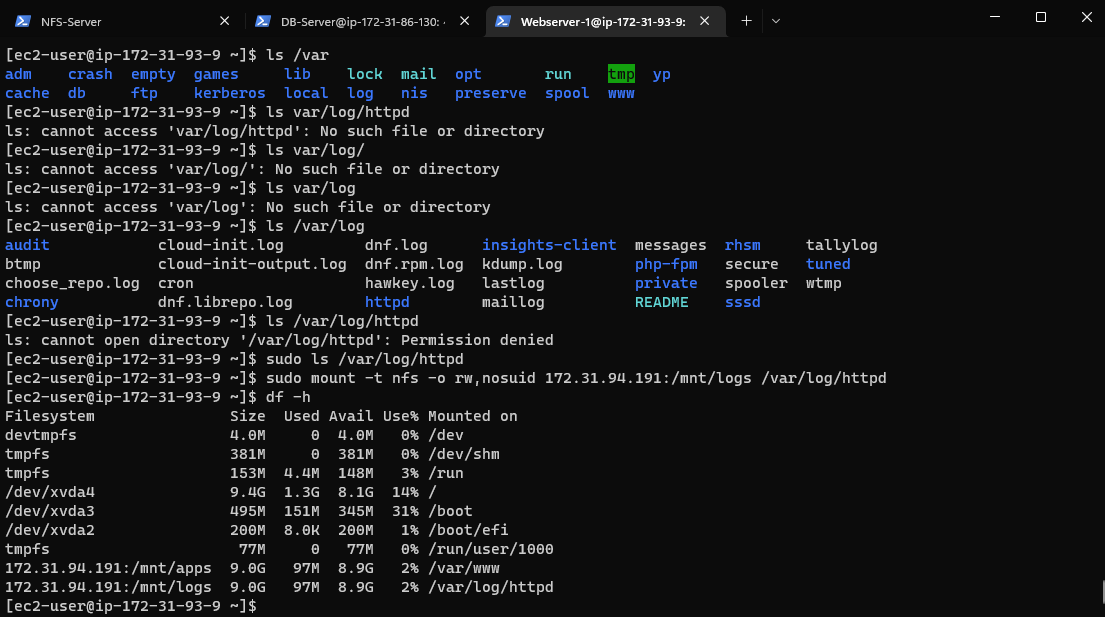 NFS-Server
DB-Server@ip-172-31-86-130:
Webserver-1@ip-172-31-93-9:
[ec2-user@ip-172-31-93-9 ~]$ ls /var
adm    crash  empty  games     lib    lock  mail  opt       run    tmp  yp
cache  db     ftp    kerberos  local  log   nis   preserve  spool  www
[ec2-user@ip-172-31-93-9 ~]$ ls var/log/httpd
ls: cannot access 'var/log/httpd': No such file or directory
[ec2-user@ip-172-31-93-9 ~]$ ls var/log/
ls: cannot access 'var/log/': No such file or directory
[ec2-user@ip-172-31-93-9 ~]$ ls var/log
ls: cannot access 'var/log': No such file or directory
[ec2-user@ip-172-31-93-9 ~]$ ls /var/log
audit            cloud-init.log         dnf.log      insights-client  messages  rhsm     tallylog
btmp             cloud-init-output.log  dnf.rpm.log  kdump.log        php-fpm   secure   tuned
choose_repo.log  cron                   hawkey.log   lastlog          private   spooler  wtmp
chrony           dnf.librepo.log        httpd        maillog          README    sssd
[ec2-user@ip-172-31-93-9 ~]$ ls /var/log/httpd
ls: cannot open directory '/var/log/httpd': Permission denied
[ec2-user@ip-172-31-93-9 ~]$ sudo ls /var/log/httpd
[ec2-user@ip-172-31-93-9 ~]$ sudo mount -t nfs -o rw,nosuid 172.31.94.191:/mnt/logs /var/log/httpd
[ec2-user@ip-172-31-93-9 ~]$ df -h
Filesystem               Size  Used Avail Use% Mounted on
devtmpfs                 4.0M     0  4.0M   0% /dev
tmpfs                    381M     0  381M   0% /dev/shm
tmpfs                    153M  4.4M  148M   3% /run
/dev/xvda4               9.4G  1.3G  8.1G  14% /
/dev/xvda3               495M  151M  345M  31% /boot
/dev/xvda2               200M  8.0K  200M   1% /boot/efi
tmpfs                     77M     0   77M   0% /run/user/1000
172.31.94.191:/mnt/apps  9.0G   97M  8.9G   2% /var/www
172.31.94.191:/mnt/logs  9.0G   97M  8.9G   2% /var/log/httpd
[ec2-user@ip-172-31-93-9 ~]$